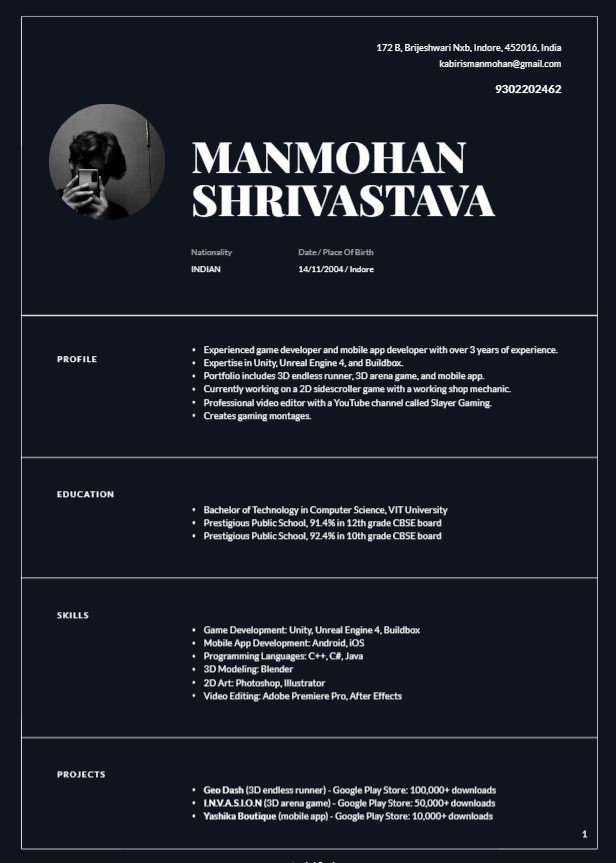 172 B, Brijeshwari Nxb, Indore, 452016, India
kabirismanmohan@gmail.com
9302202462
MANMOHAN
SHRIVASTAVA
Nationality Date / Place Of Birth
INDIAN 14/11/2004 / Indore
PROFILE
• Experienced game developer and mobile app developer with over 3 years of experience.
• Expertise in Unity, Unreal Engine 4, and Buildbox.
• Portfolio includes 3D endless runner, 3D arena game, and mobile app.
• Currently working on a 2D sidescroller game with a working shop mechanic.
• Professional video editor with a YouTube channel called Slayer Gaming.
• Creates gaming montages.
EDUCATION
• Bachelor of Technology in Computer Science, VIT University
• Prestigious Public School, 91.4% in 12th grade CBSE board
• Prestigious Public School, 92.4% in 10th grade CBSE board
SKILLS
• Game Development: Unity, Unreal Engine 4, Buildbox
• Mobile App Development: Android, iOS
• Programming Languages: C++, C#, Java
• 3D Modeling: Blender
• 2D Art: Photoshop, Illustrator
• Video Editing: Adobe Premiere Pro, After Effects
PROJECTS
• Geo Dash (3D endless runner) - Google Play Store: 100,000+ downloads
• I.N.V.A.S.I.O.N (3D arena game) - Google Play Store: 50,000+ downloads
• Yashika Boutique (mobile app) - Google Play Store: 10,000+ downloads
1